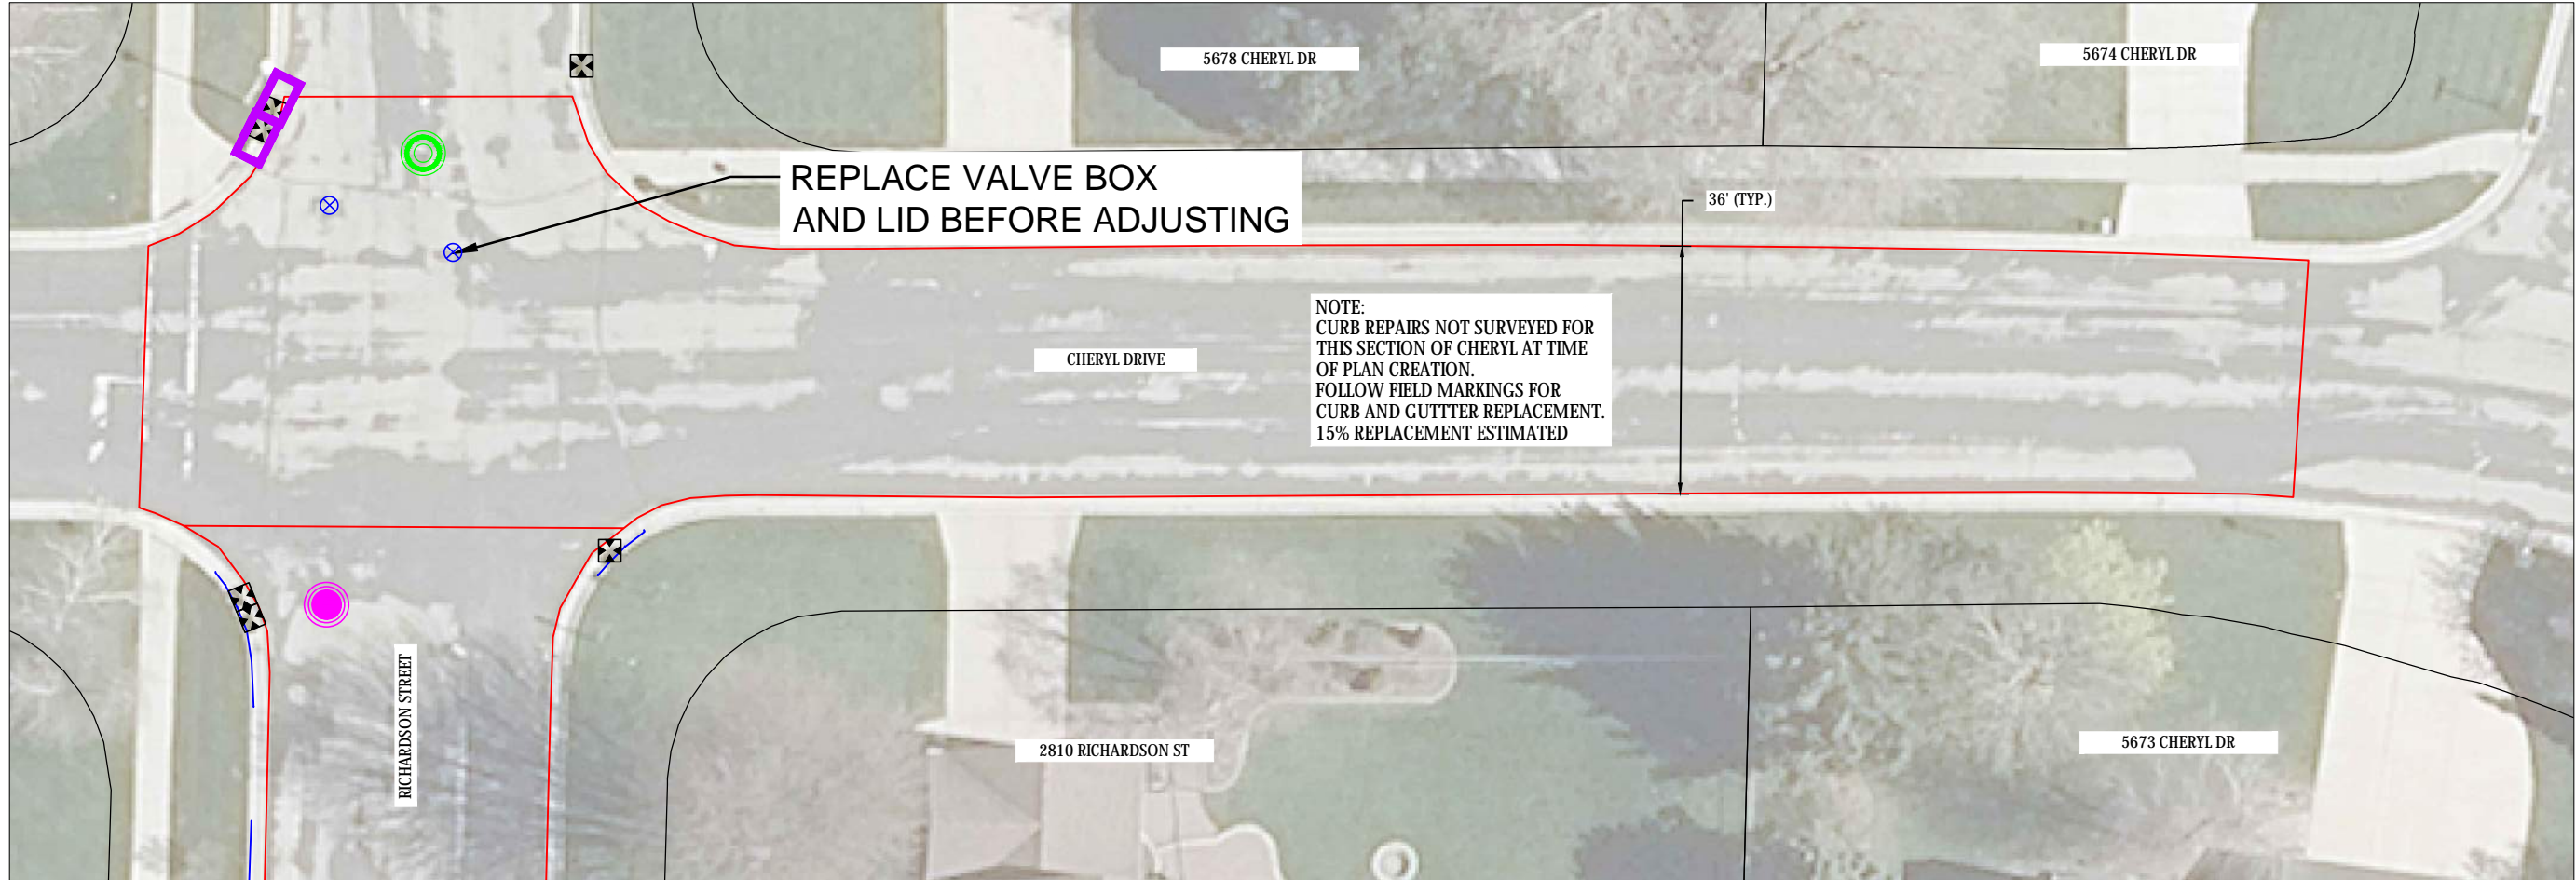 5678 CHERYL DR
5674 CHERYL DR
REPLACE VALVE BOX
AND LID BEFORE ADJUSTING
36' (TYP.)
NOTE:
CURB REPAIRS NOT SURVEYED FOR
THIS SECTION OF CHERYL AT TIME
OF PLAN CREATION.
FOLLOW FIELD MARKINGS FOR
CURB AND GUTTTER REPLACEMENT.
15% REPLACEMENT ESTIMATED
CHERYL DRIVE
RICHARDSON STREET
2810 RICHARDSON ST
5673 CHERYL DR